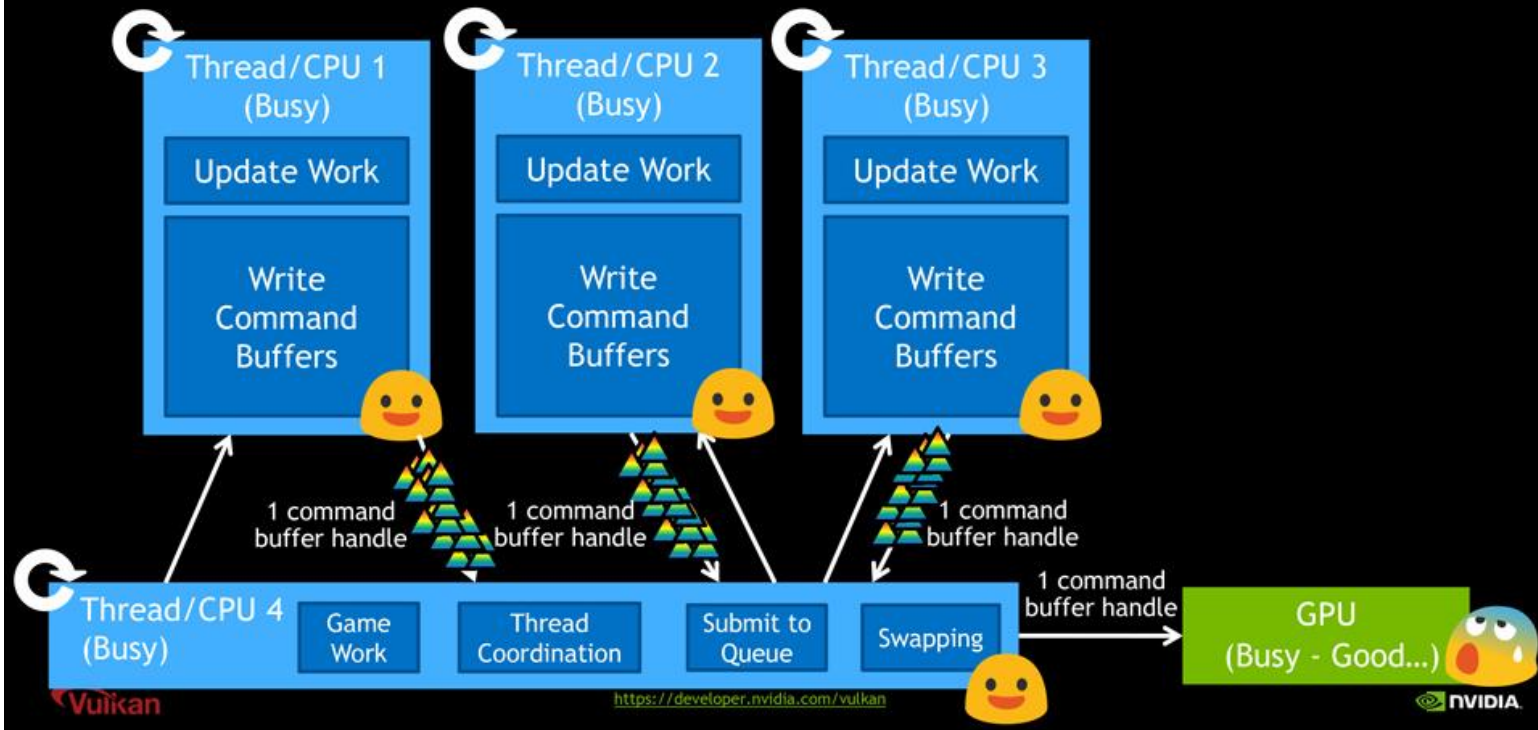 Thread/CPU 1
(Busy)
Update Work
Write
Command
Buffers
Thread/CPU 2
(Busy)
Update Work
Write
Command
Buffers
Thread/CPU 3
(Busy)
Update Work
Write
Command
Buffers
1 command
buffer handle
1 command
buffer handle
1 command
buffer handle
Thread/CPU 4
(Busy)
Game
Work
Thread
Coordination
Submit to
Queue
Swapping
1 command
buffer handle
GPU
(Busy - Good...)
Vulkan
https://developer.nvidia.com/vulkan
NVIDIA.